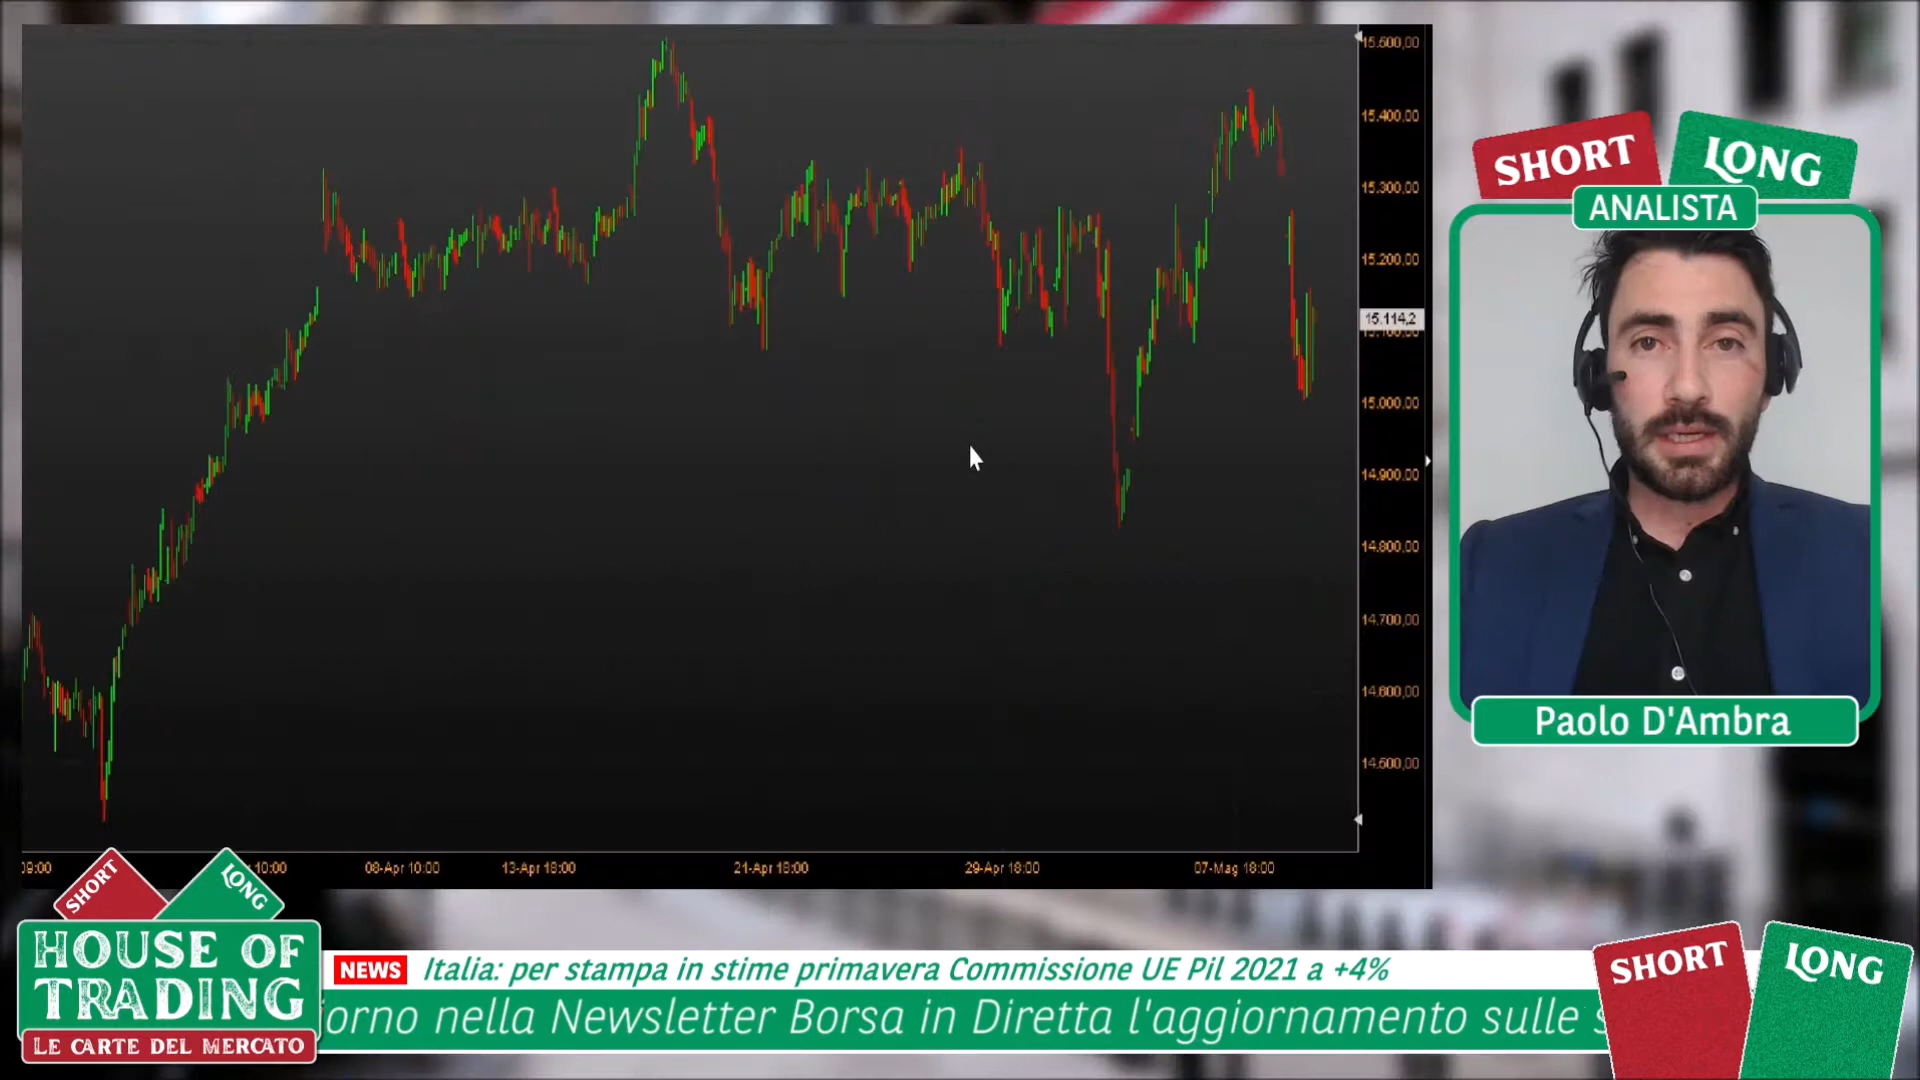 15.600,00
15.400,00
15.300,00
15.200,00
15.114,2
15.000,00
14.900,00
14.800,00
14.700,00
14.600,00
14.500,00
09:00
10:00
08-Apr 10:00
13-Apr 18:00
21-Apr 18:00
29-Apr 18:00
07-Mag 18:00
SHORT
LONG
ANALISTA
Paolo D'Ambra
SHORT
LONG
HOUSE OF
TRADING
LE CARTE DEL MERCATO
NEWS Italia: per stampa in stime primavera Commissione UE Pil 2021 a +4%
iorno nella Newsletter Borsa in Diretta l'aggiornamento sulle
SHORT
LONG